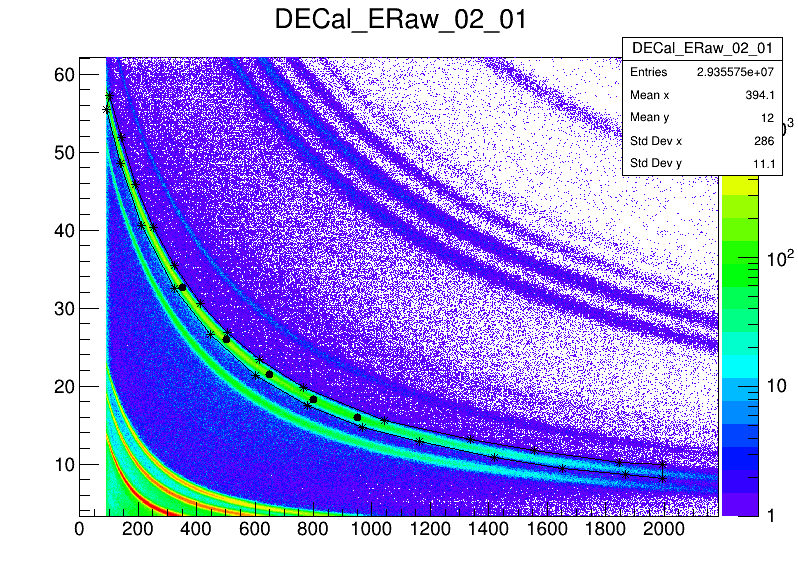 DECal_ERaw_02_01
DECal_ERaw_02_01
Entries 2.935575e+07
Mean x 394.1
Mean y 12
Std Dev x 286
Std Dev y 11.1
60
50
40
30
20
10
0 200 400 600 800 1000 1200 1400 1600 1800 2000
10²
10
1